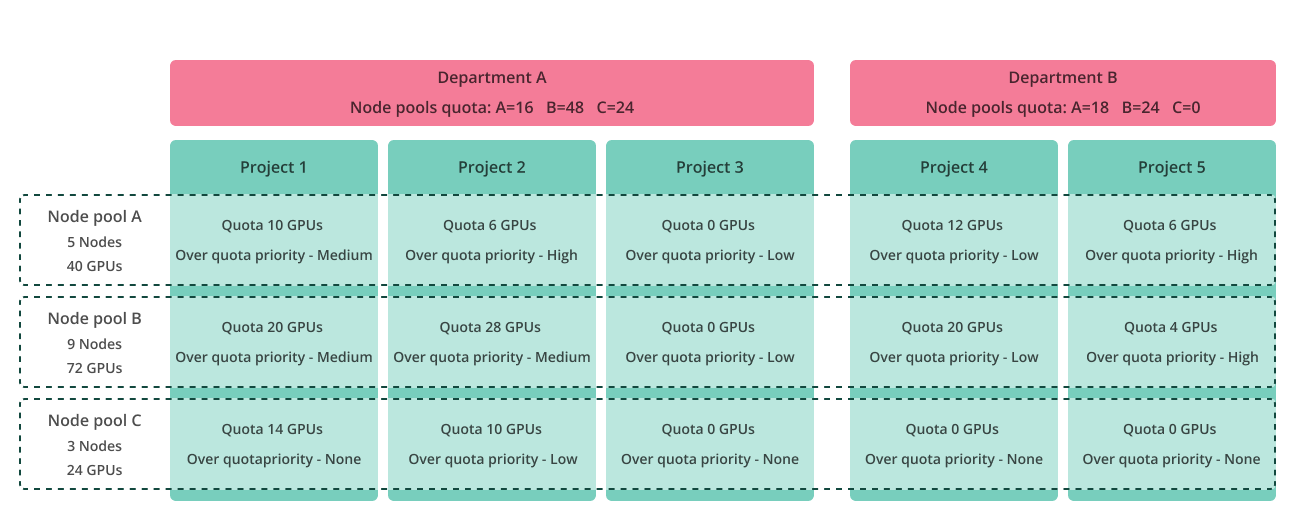 Department A
Node pools quota: A=16 B=48 C=24
Department B
Node pools quota: A=18 B=24 C=0
Project 1
Project 2
Project 3
Project 4
Project 5
Node pool A
5 Nodes
40 GPUs
Quota 10 GPUs
Over quota priority - Medium
Quota 6 GPUs
Over quota priority - High
Quota 0 GPUs
Over quota priority - Low
Quota 12 GPUs
Over quota priority - Low
Quota 6 GPUs
Over quota priority - High
Node pool B
9 Nodes
72 GPUs
Quota 20 GPUs
Over quota priority - Medium
Quota 28 GPUs
Over quota priority - Medium
Quota 0 GPUs
Over quota priority - Low
Quota 20 GPUs
Over quota priority - Low
Quota 4 GPUs
Over quota priority - High
Node pool C
3 Nodes
24 GPUs
Quota 14 GPUs
Over quotapriority - None
Quota 10 GPUs
Over quota priority - Low
Quota 0 GPUs
Over quota priority - None
Quota 0 GPUs
Over quota priority - None
Quota 0 GPUs
Over quota priority - None